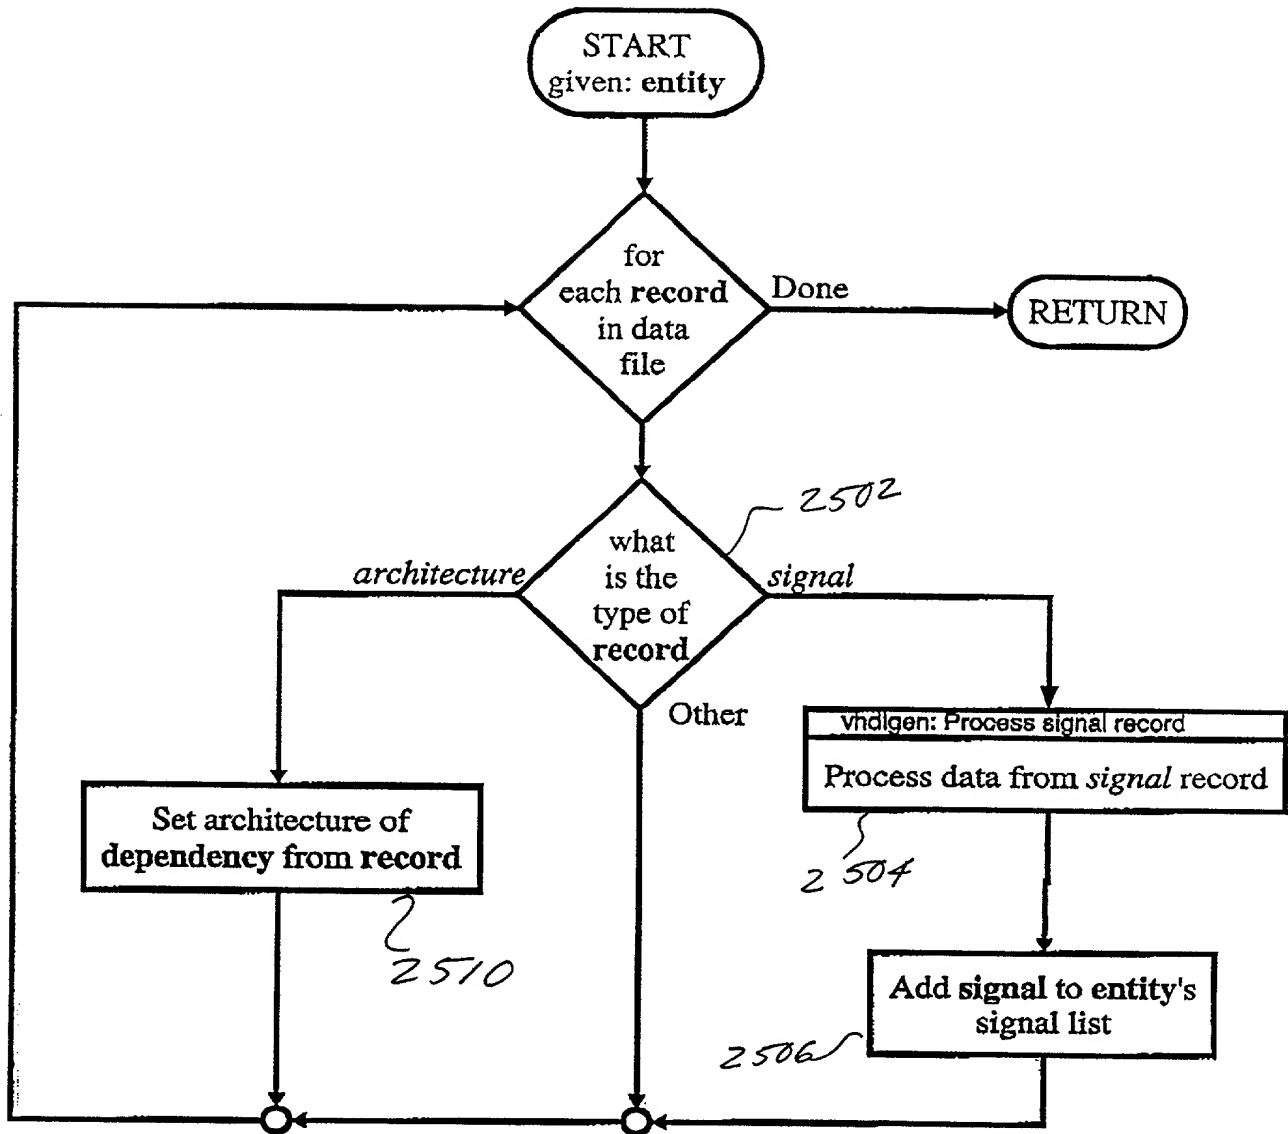 START
given: entity
for
each record
in data
file
Done
RETURN
2502
what
is the
type of
record
architecture
signal
Other
vhdlgen: Process signal record
Process data from signal record
2504
Set architecture of
dependency from record
2510
Add signal to entity's
signal list
2506